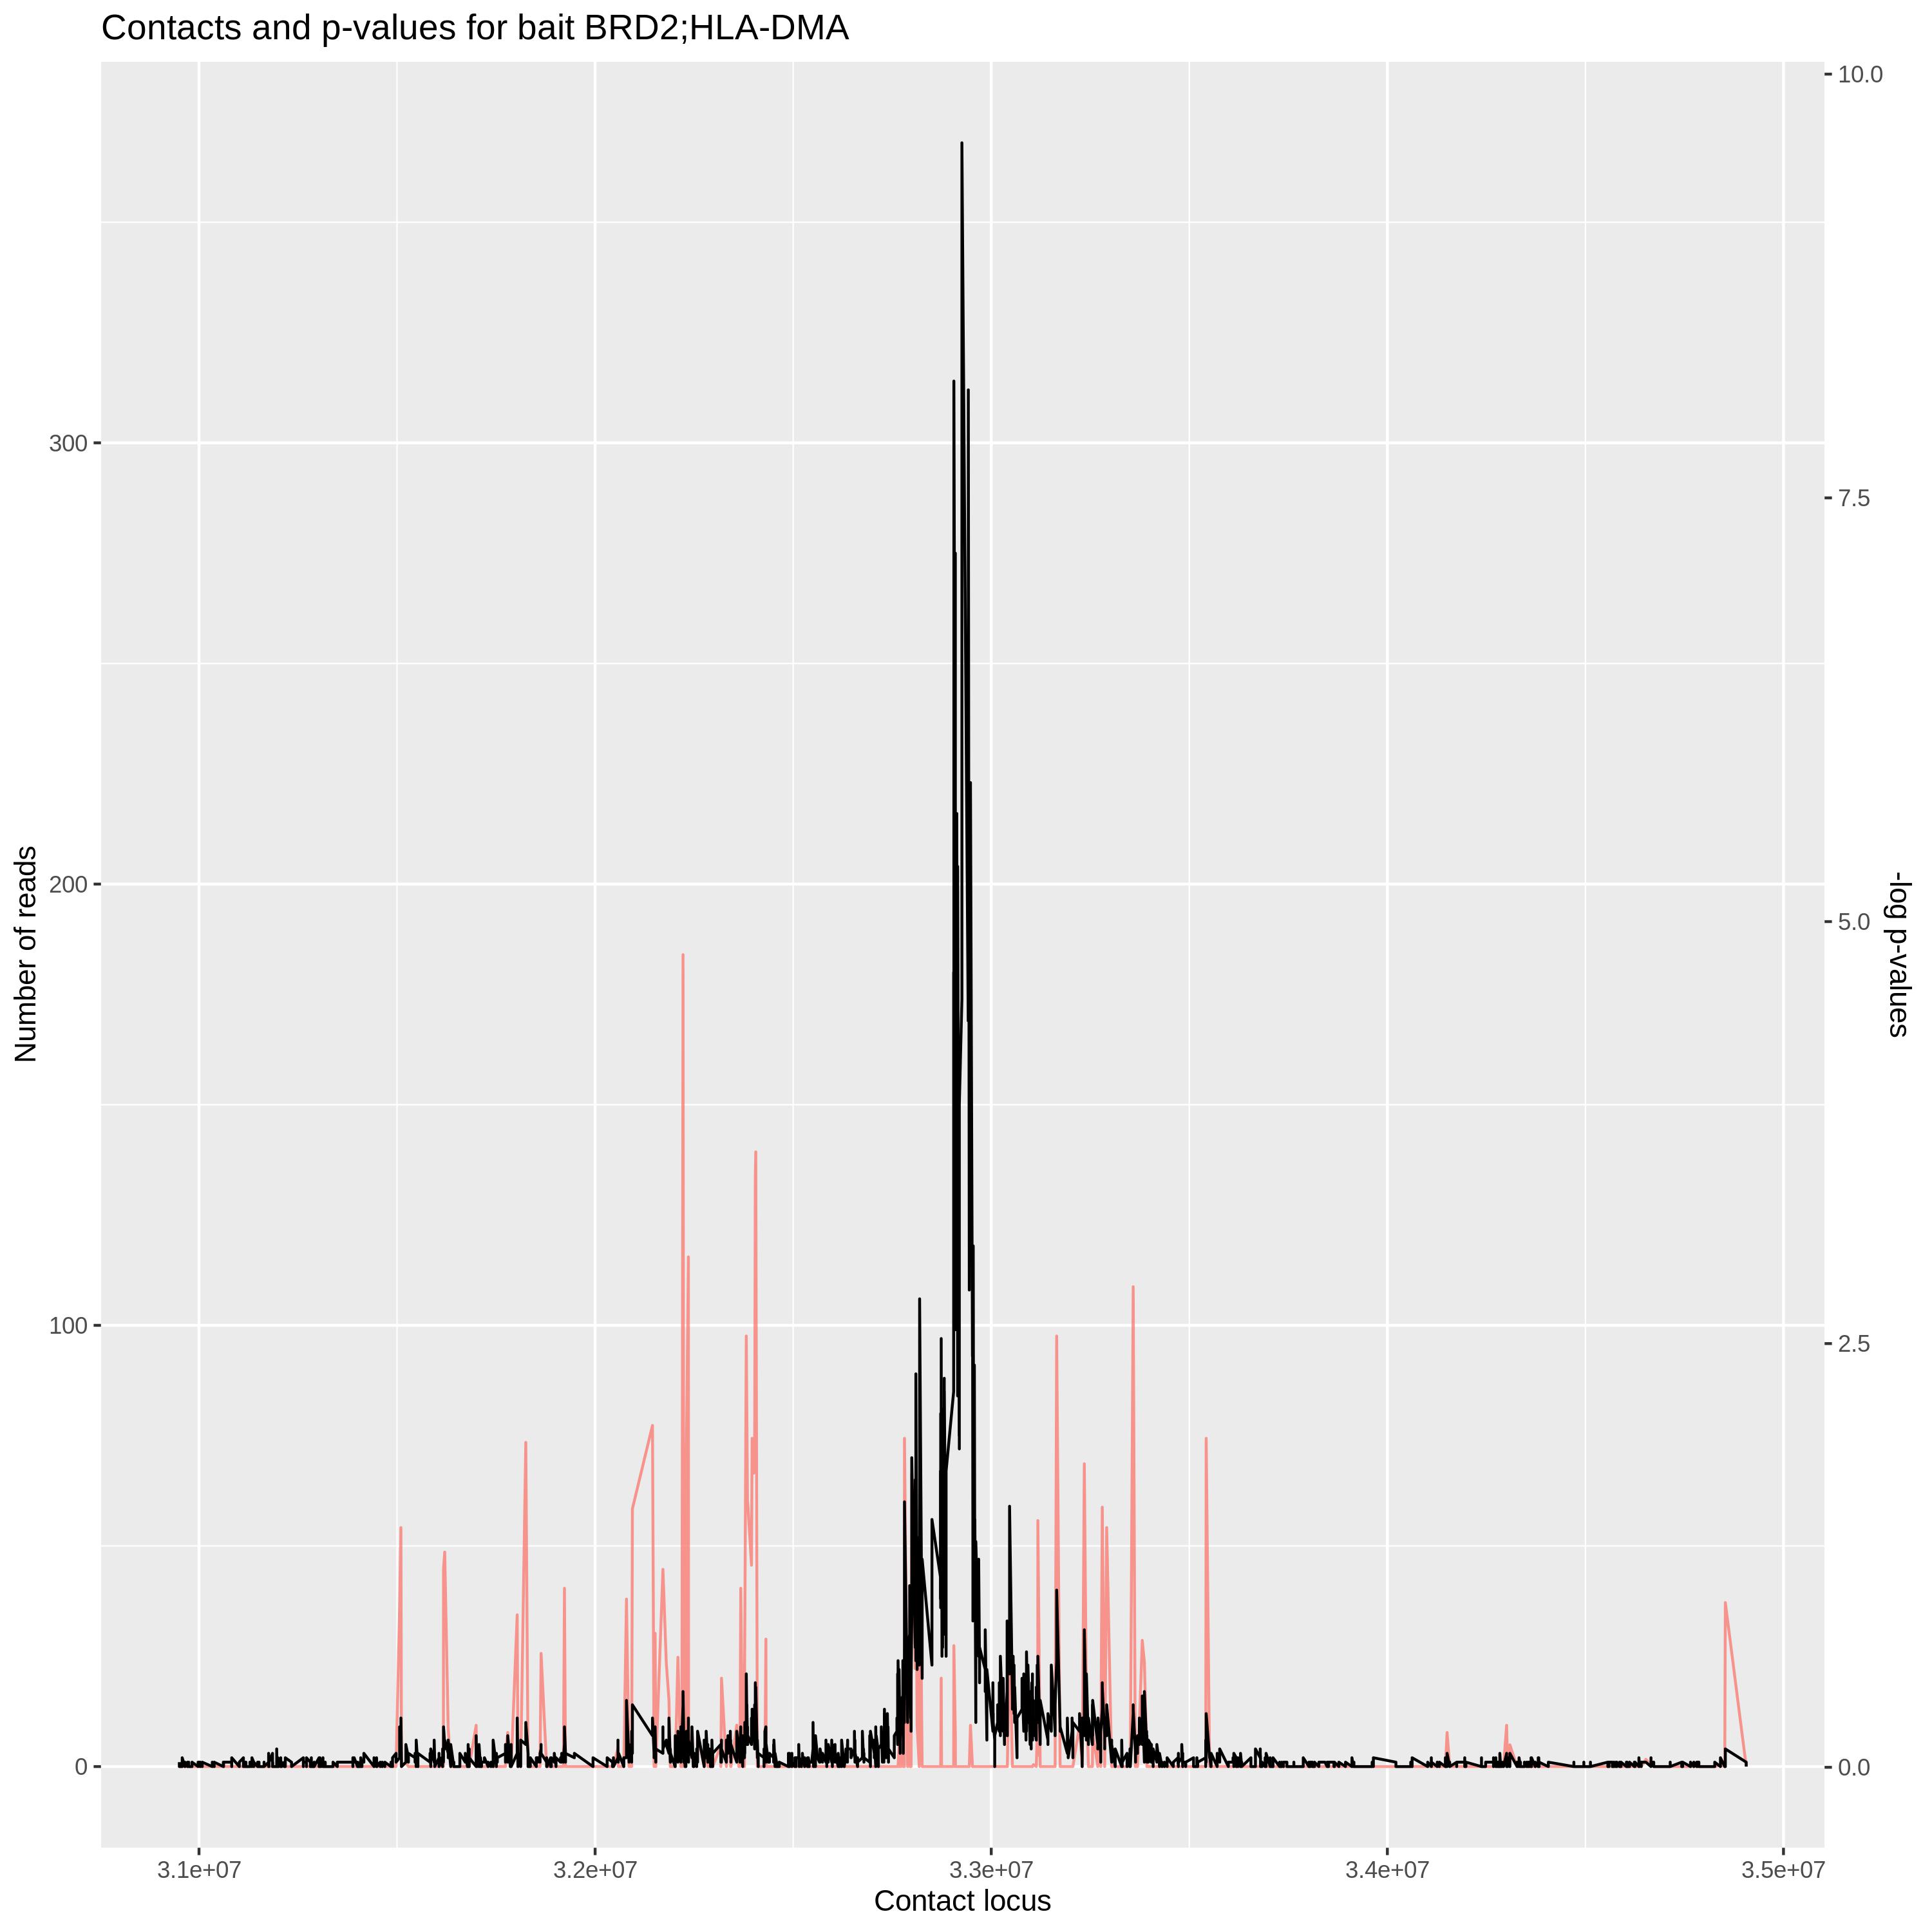 Contacts and p-values for bait BRD2;HLA-DMA
10.0
300
7.5
Number of reads
200
5.0
-log p-values
100
2.5
0
0.0
3.1e+07 3.2e+07 3.3e+07 3.4e+07 3.5e+07
Contact locus